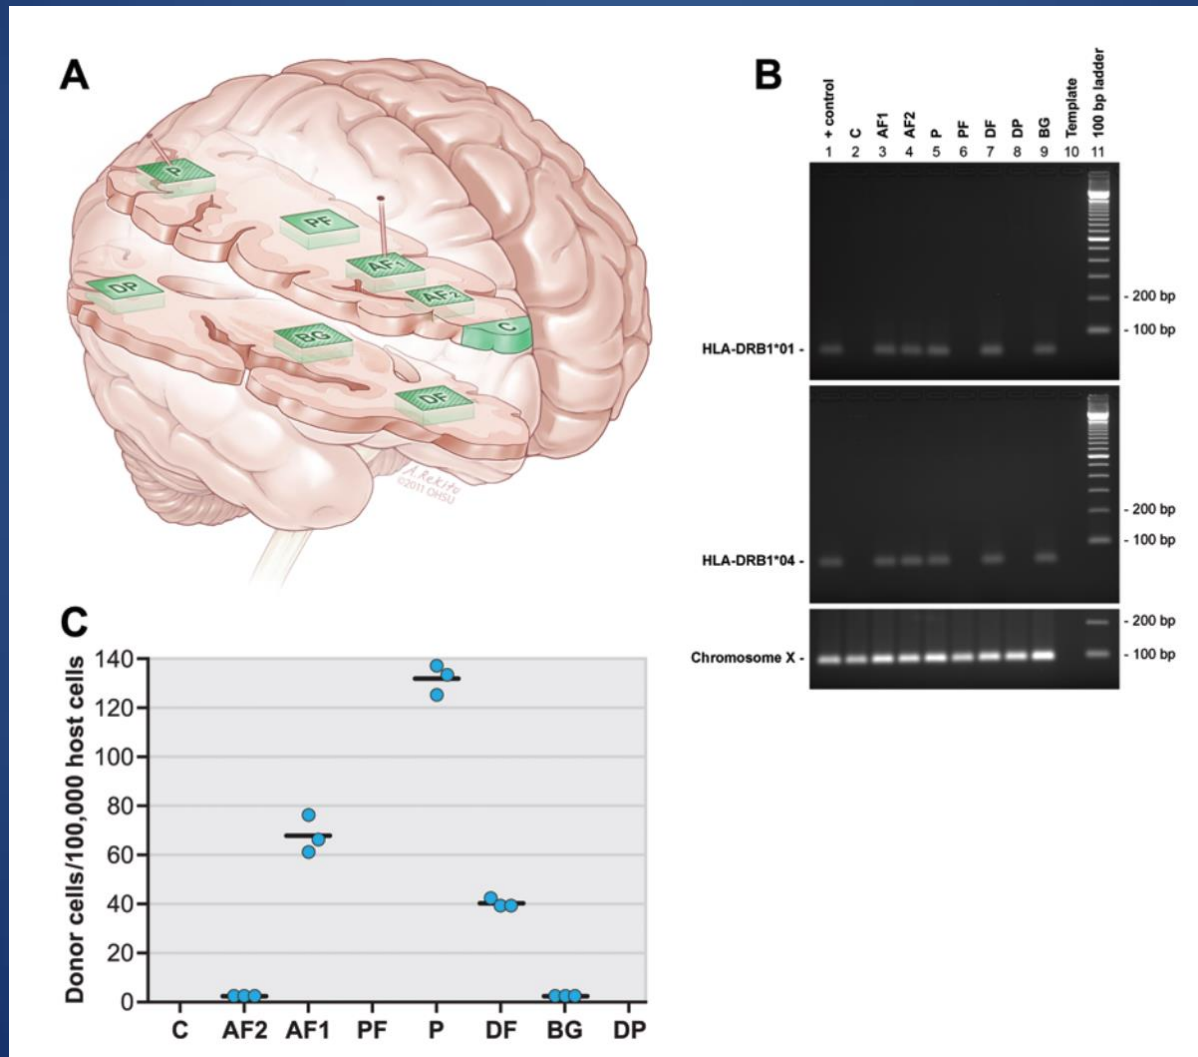 A
P
PF
AF1
AF2
C
DP
BG
DF
A.Rekito
©2011 OHSU
B
+ control
C
AF1
AF2
P
PF
DF
DP
BG
Template
100 bp ladder
1 2 3 4 5 6 7 8 9 10 11
- 200 bp
- 100 bp
HLA-DRB1*01 -
- 200 bp
- 100 bp
HLA-DRB1*04 -
- 200 bp
- 100 bp
Chromosome X -
C
Donor cells/100,000 host cells
140
120
100
80
60
40
20
0
C AF2 AF1 PF P DF BG DP